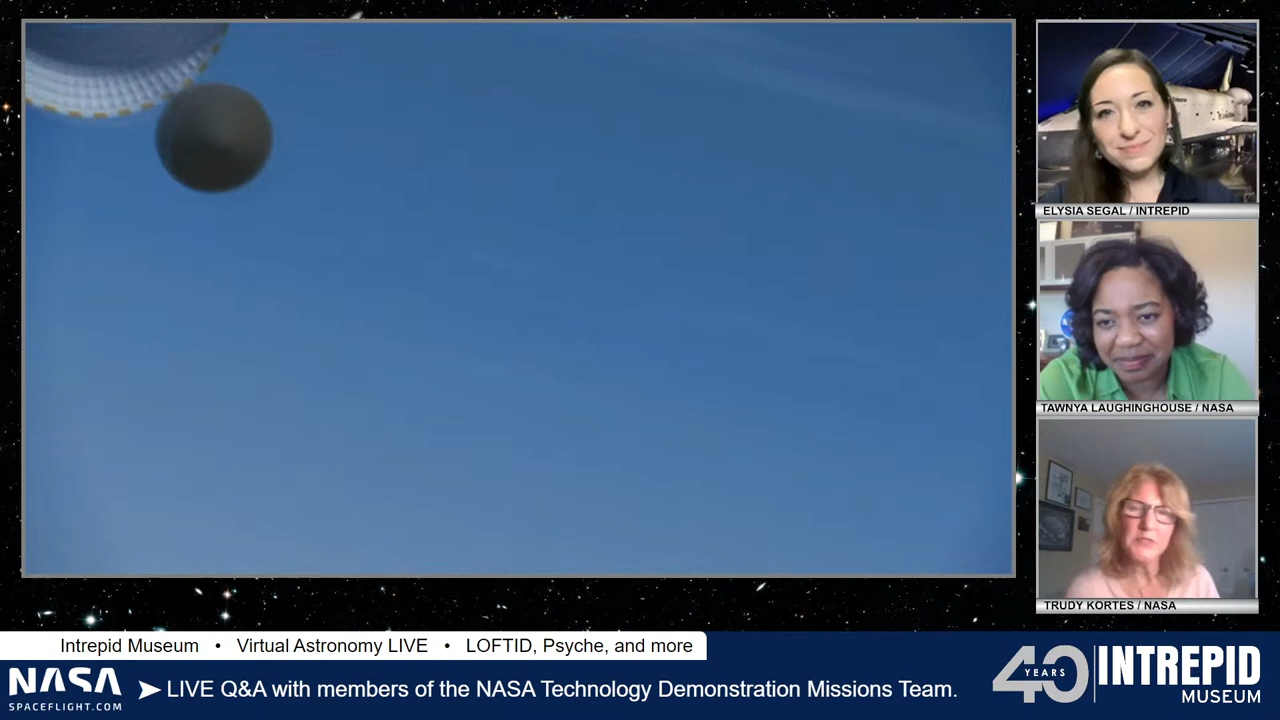 ELYSIA SEGAL / INTREPID
TAWNYA LAUGHINGHOUSE / NASA
TRUDY KORTES / NASA
Intrepid Museum • Virtual Astronomy LIVE • LOFTID, Psyche, and more
NASA
SPACEFLIGHT.COM
LIVE Q&A with members of the NASA Technology Demonstration Missions Team.
40
YEARS
INTREPID
MUSEUM